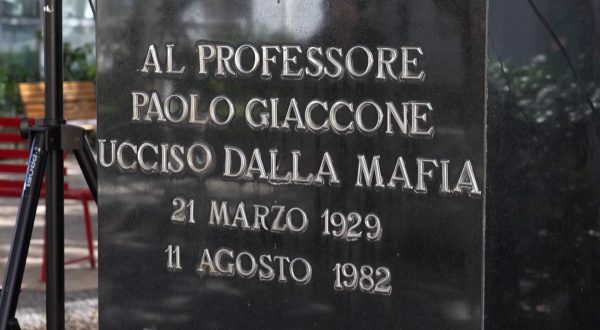 AL PROFESSORE
PAOLO GIACCONE
UCCISO DALLA MAFIA
21 MARZO 1929
11 AGOSTO 1982